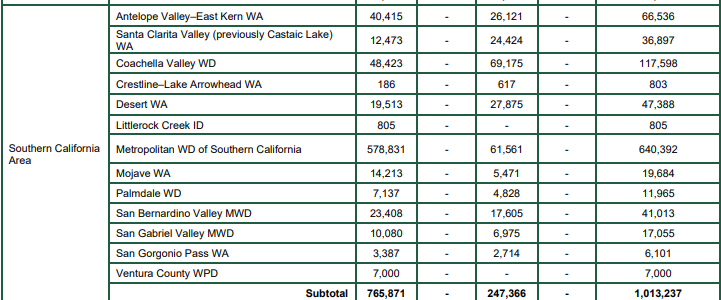 Antelope Valley–East Kern WA 40,415 - 26,121 - 66,536
Santa Clarita Valley (previously Castaic Lake)
WA 12,473 - 24,424 - 36,897
Coachella Valley WD 48,423 - 69,175 - 117,598
Crestline–Lake Arrowhead WA 186 - 617 - 803
Desert WA 19,513 - 27,875 - 47,388
Littlerock Creek ID 805 - - - 805
Southern California
Area
Metropolitan WD of Southern California 578,831 - 61,561 - 640,392
Mojave WA 14,213 - 5,471 - 19,684
Palmdale WD 7,137 - 4,828 - 11,965
San Bernardino Valley MWD 23,408 - 17,605 - 41,013
San Gabriel Valley MWD 10,080 - 6,975 - 17,055
San Gorgonio Pass WA 3,387 - 2,714 - 6,101
Ventura County WPD 7,000 - - - 7,000
Subtotal 765,871 - 247,366 - 1,013,237